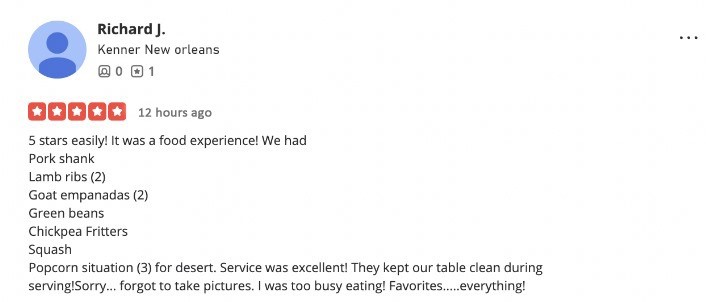 Richard J.
Kenner New orleans
0 1
...
12 hours ago
5 stars easily! It was a food experience! We had
Pork shank
Lamb ribs (2)
Goat empanadas (2)
Green beans
Chickpea Fritters
Squash
Popcorn situation (3) for desert. Service was excellent! They kept our table clean during
serving!Sorry... forgot to take pictures. I was too busy eating! Favorites.....everything!